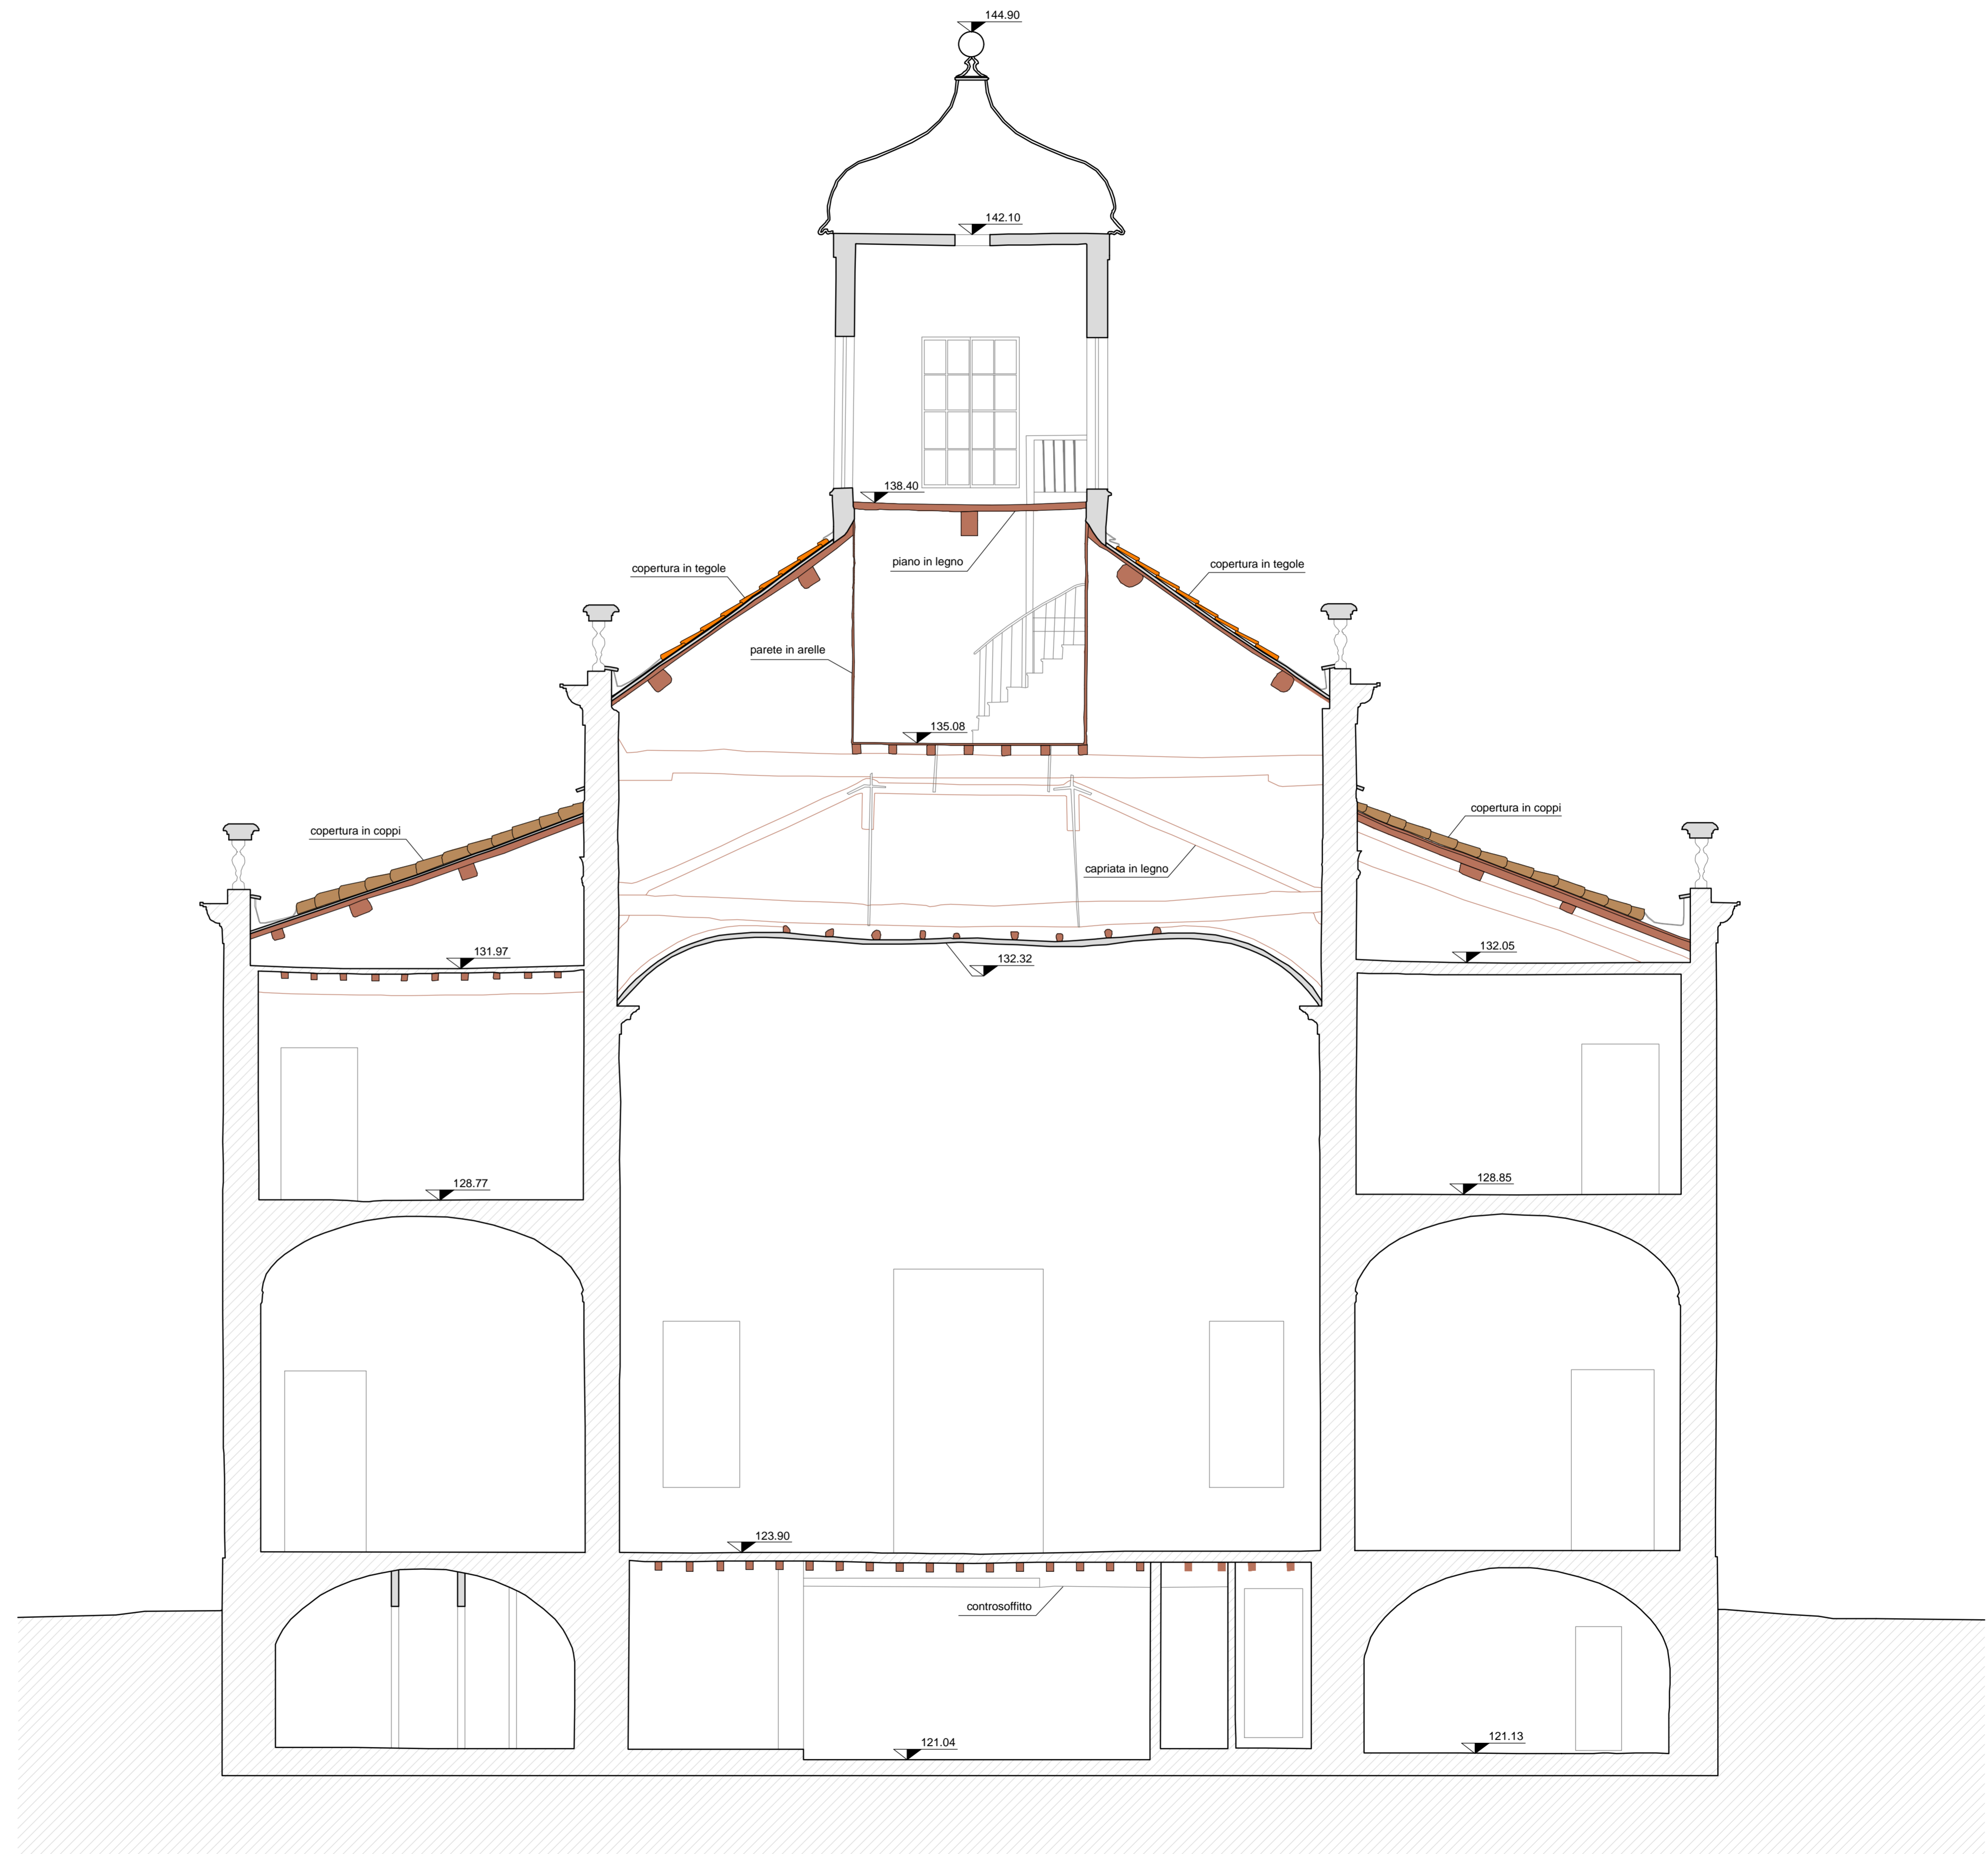 144.90
142.10
138.40
piano in legno
copertura in tegole
copertura in tegole
parete in arelle
135.08
copertura in coppi
copertura in coppi
capriata in legno
131.97
132.32
132.05
128.77
128.85
123.90
controsoffitto
121.04
121.13